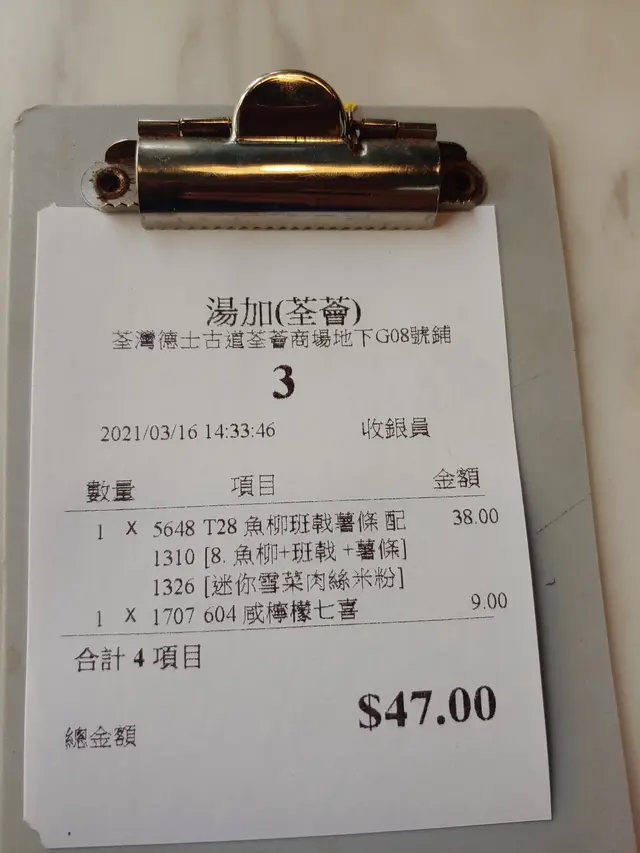 湯加(荃薈)
荃灣德士古道荃薈商場地下G08號鋪
3
2021/03/16 14:33:46 收銀員
數量 項目 金額
1 X 5648 T28 魚柳班戟薯條 配 38.00
1310 [8. 魚柳+班戟 +薯條]
1326 [迷你雪菜肉絲米粉]
1 X 1707 604 咸檸檬七喜 9.00
合計 4 項目
$47.00
總金額